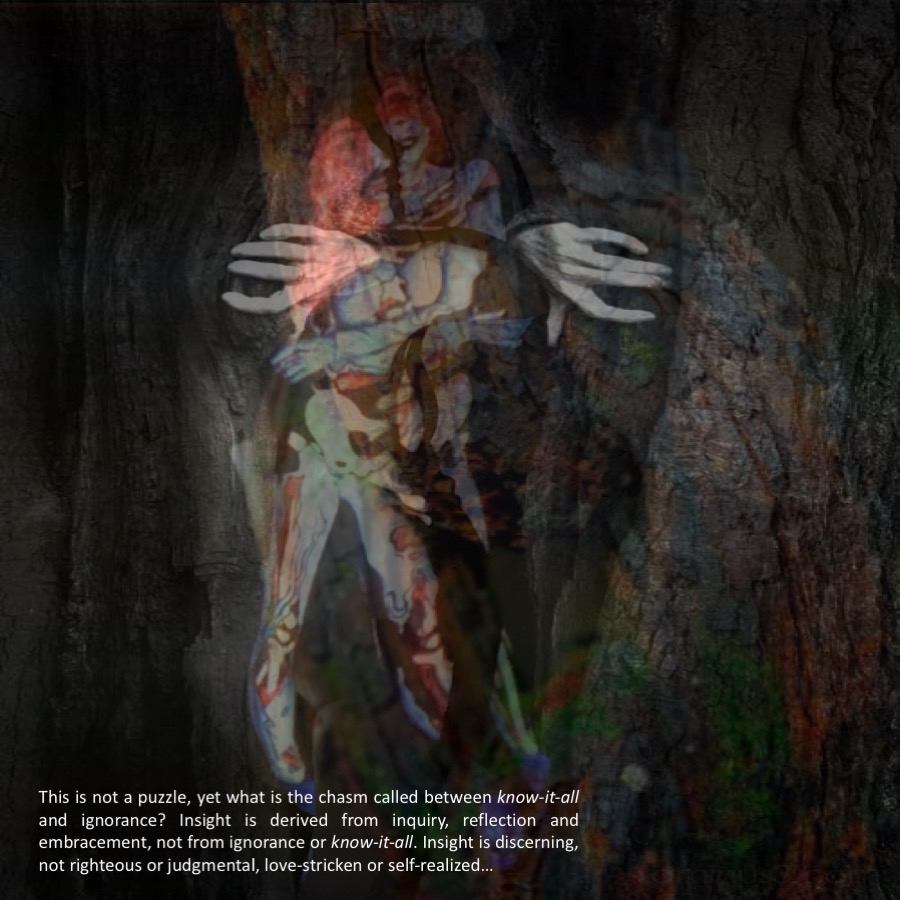 This is not a puzzle, yet what is the chasm called between know-it-all
and ignorance? Insight is derived from inquiry, reflection and
embracement, not from ignorance or know-it-all. Insight is discerning,
not righteous or judgmental, love-stricken or self-realized...